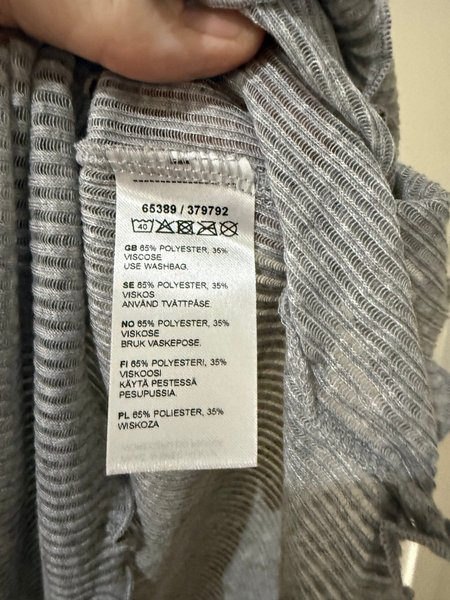 65389 / 379792
40
GB 65% POLYESTER, 35%
VISCOSE
USE WASHBAG.
SE 65% POLYESTER, 35%
VISKOS
ANVÄND TVÄTTPÅSE.
NO 65% POLYESTER, 35%
VISKOSE
BRUK VASKEPOSE.
FI 65% POLYESTERI, 35%
VISKOOSI
KÄYTÄ PESTESSÄ
PESUPUSSIA.
PL 65% POLIESTER, 35%
WISKOZA